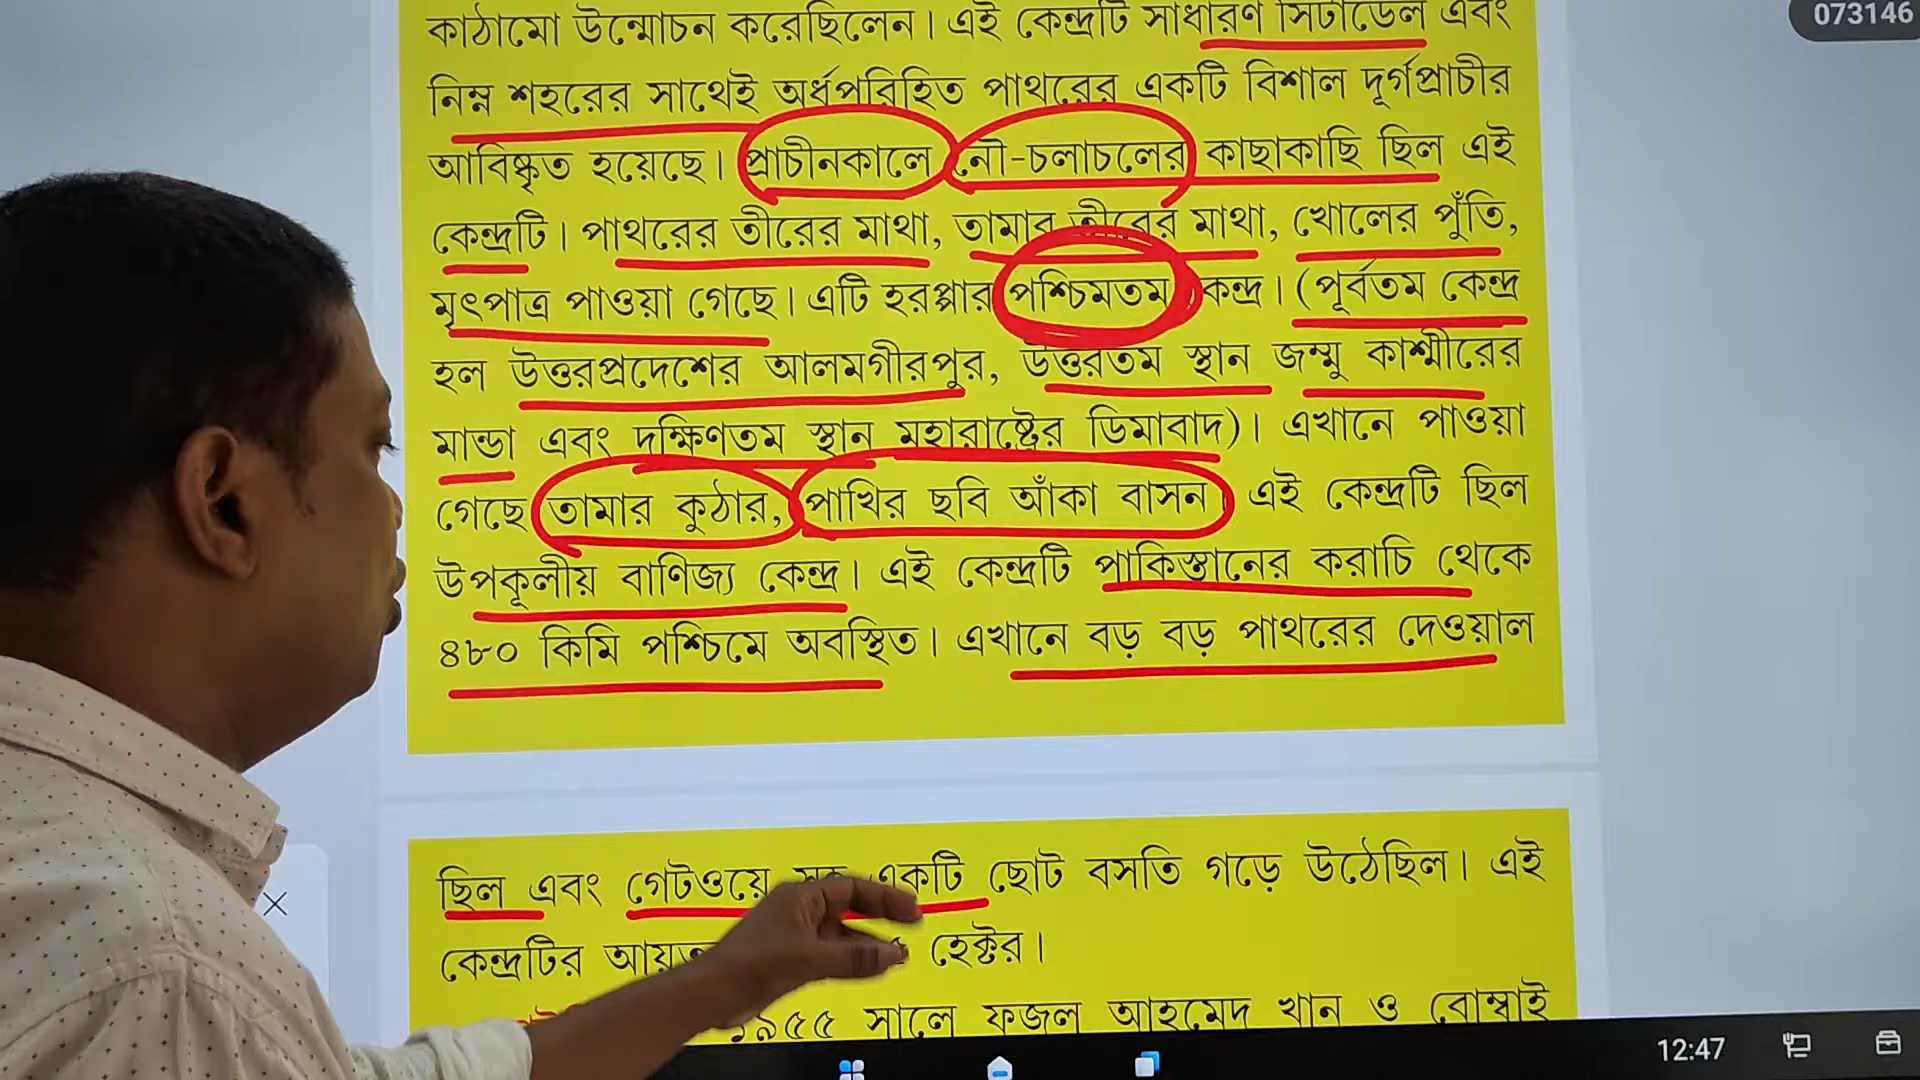 073146
কাঠামো উন্মোচন করেছিলেন। এই কেন্দ্রটি সাধারণ সিটাডেল এবং
নিম্ন শহরের সাথেই অর্ধপরিহিত পাথরের একটি বিশাল দূর্গপ্রাচীর
আবিষ্কৃত হয়েছে। প্রাচীনকালে নৌ-চলাচলের কাছাকাছি ছিল এই
কেন্দ্রটি। পাথরের তীরের মাথা, তামার তীরের মাথা, খোলের পুঁতি,
মৃৎপাত্র পাওয়া গেছে। এটি হরপ্পার পশ্চিমতম কেন্দ্র। (পূর্বতম কেন্দ্র
হল উত্তরপ্রদেশের আলমগীরপুর, উত্তরতম স্থান জম্মু কাশ্মীরের
মান্ডা এবং দক্ষিণতম স্থান মহারাষ্ট্রের ডিমাবাদ)। এখানে পাওয়া
গেছে তামার কুঠার, পাখির ছবি আঁকা বাসন। এই কেন্দ্রটি ছিল
উপকূলীয় বাণিজ্য কেন্দ্র। এই কেন্দ্রটি পাকিস্তানের করাচি থেকে
৪৮০ কিমি পশ্চিমে অবস্থিত। এখানে বড় বড় পাথরের দেওয়াল
ছিল এবং গেটওয়ে একটি ছোট বসতি গড়ে উঠেছিল। এই
কেন্দ্রটির হেক্টর।
১৯৫৫ সালে ফজল আহমেদ খান ও বোম্বাই
12:47